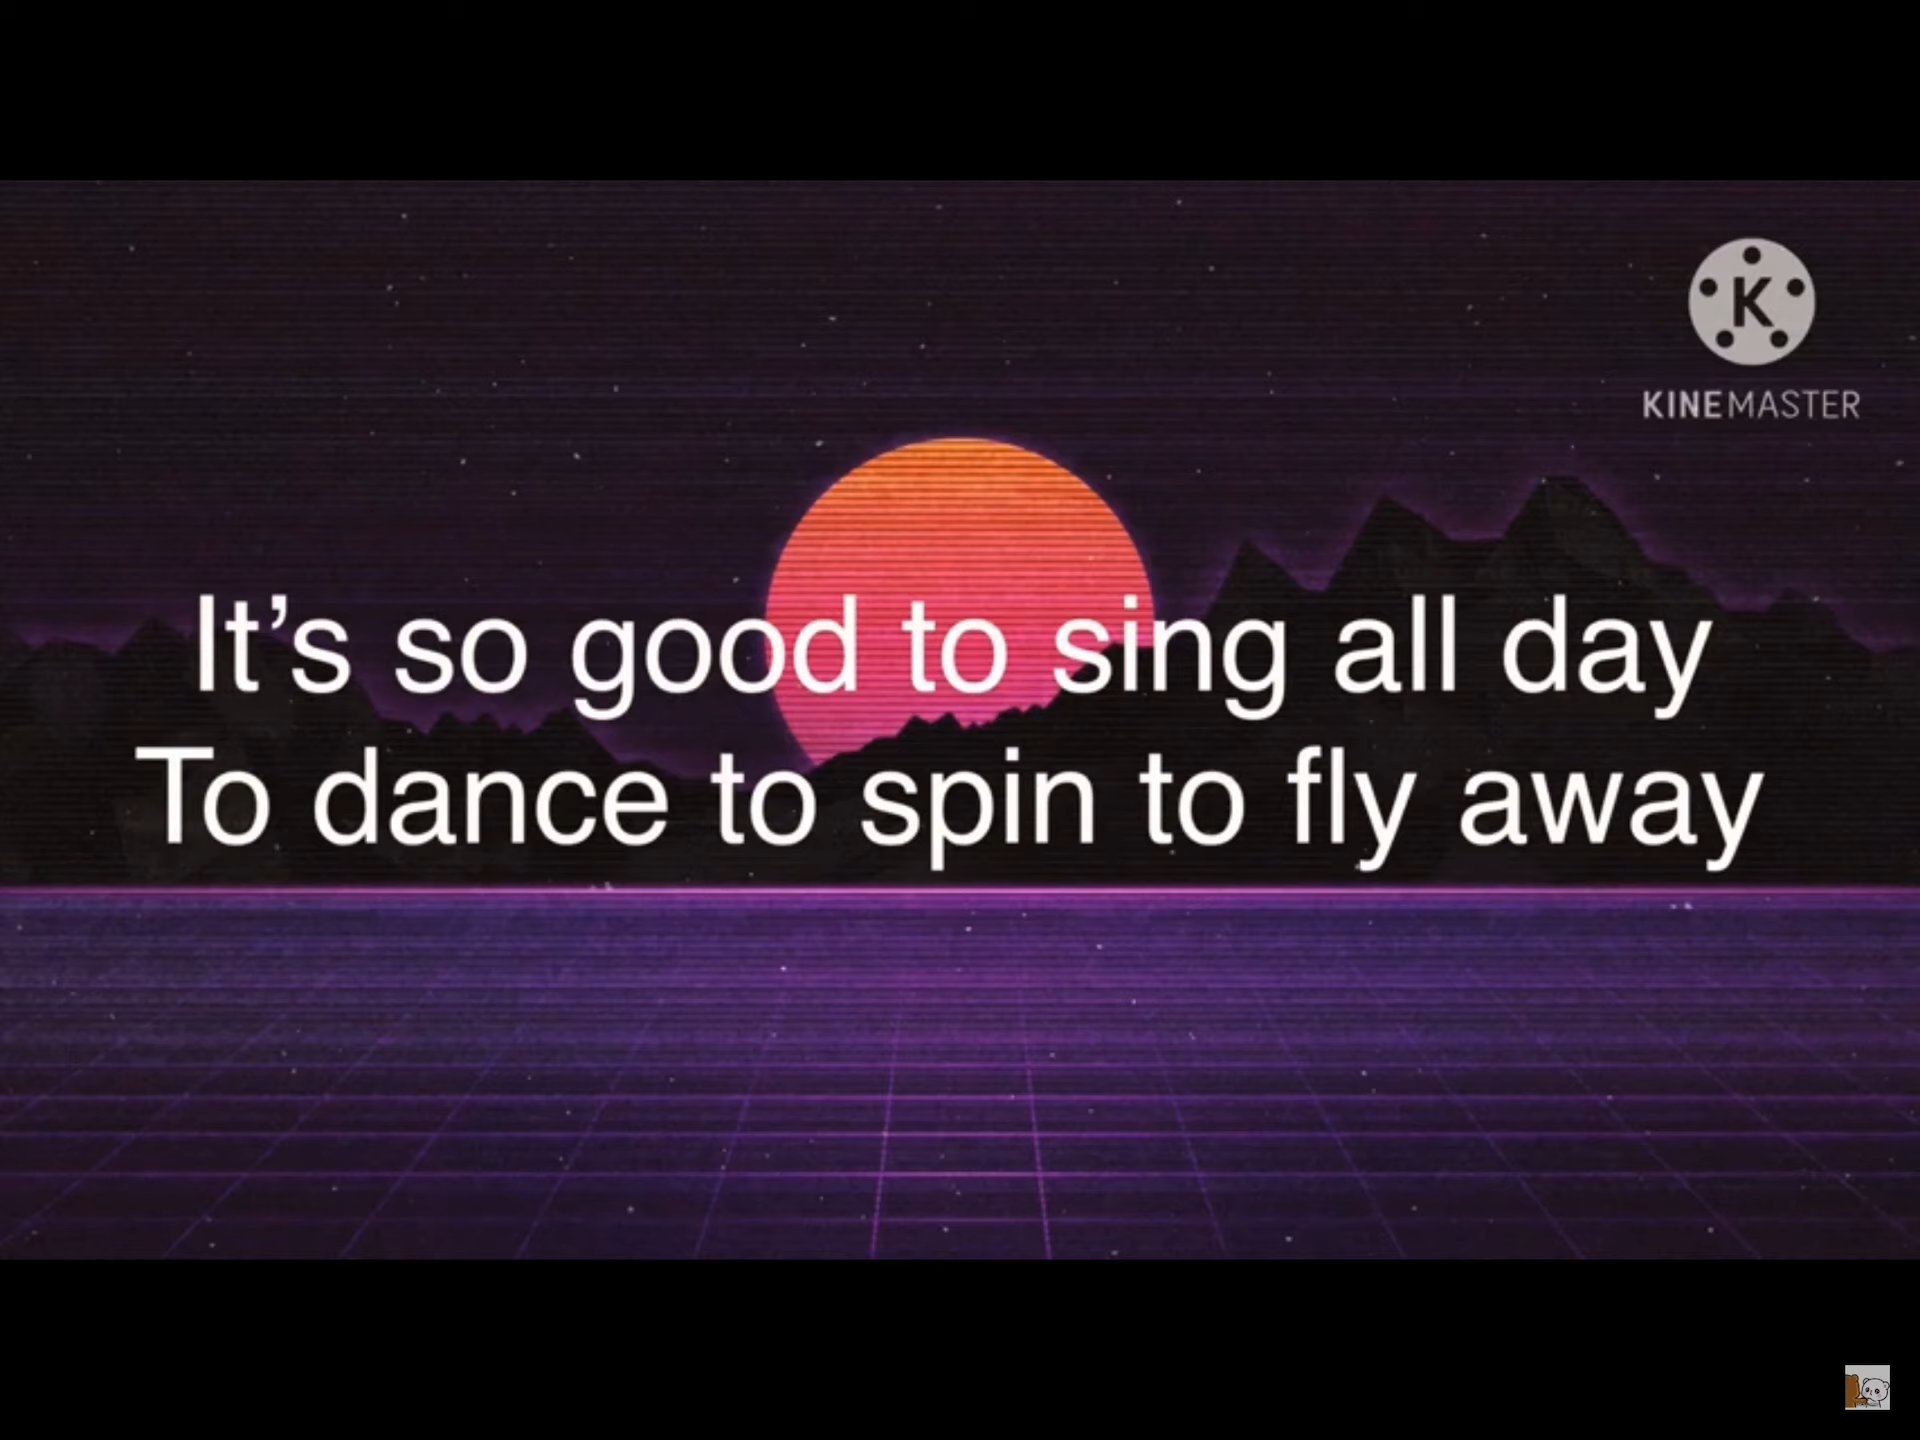 K
KINEMASTER
It’s so good to sing all day
To dance to spin to fly away